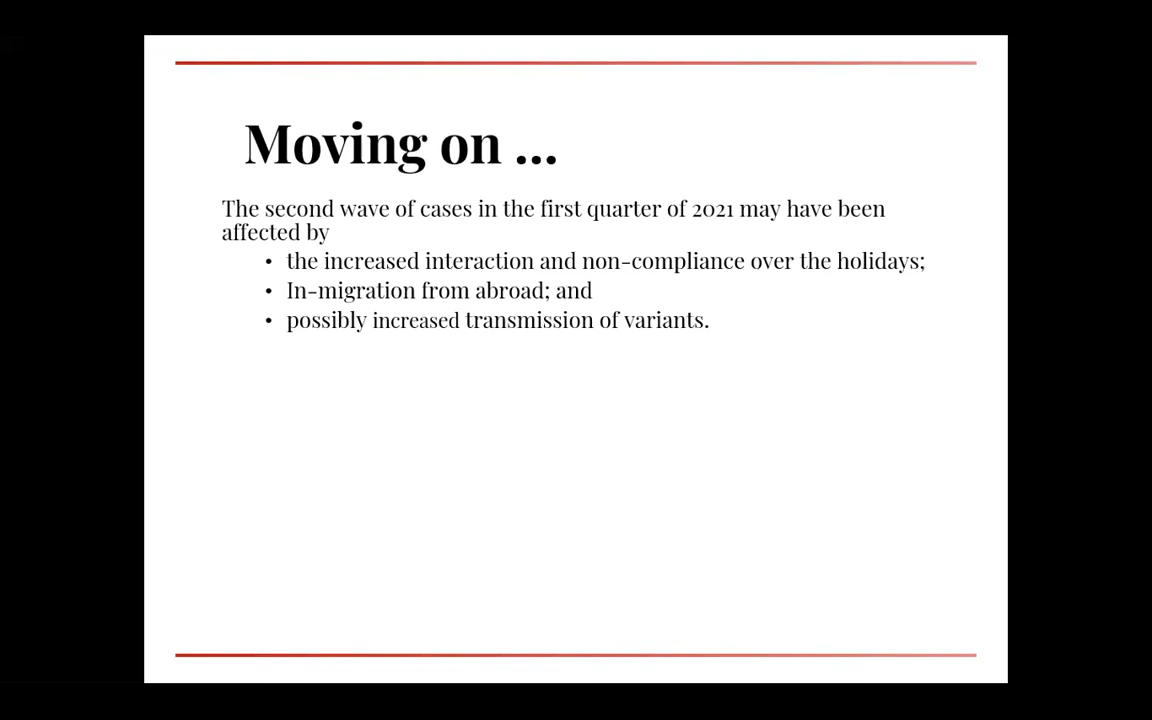 Moving on ...
The second wave of cases in the first quarter of 2021 may have been
affected by
• the increased interaction and non-compliance over the holidays;
• In-migration from abroad; and
• possibly increased transmission of variants.